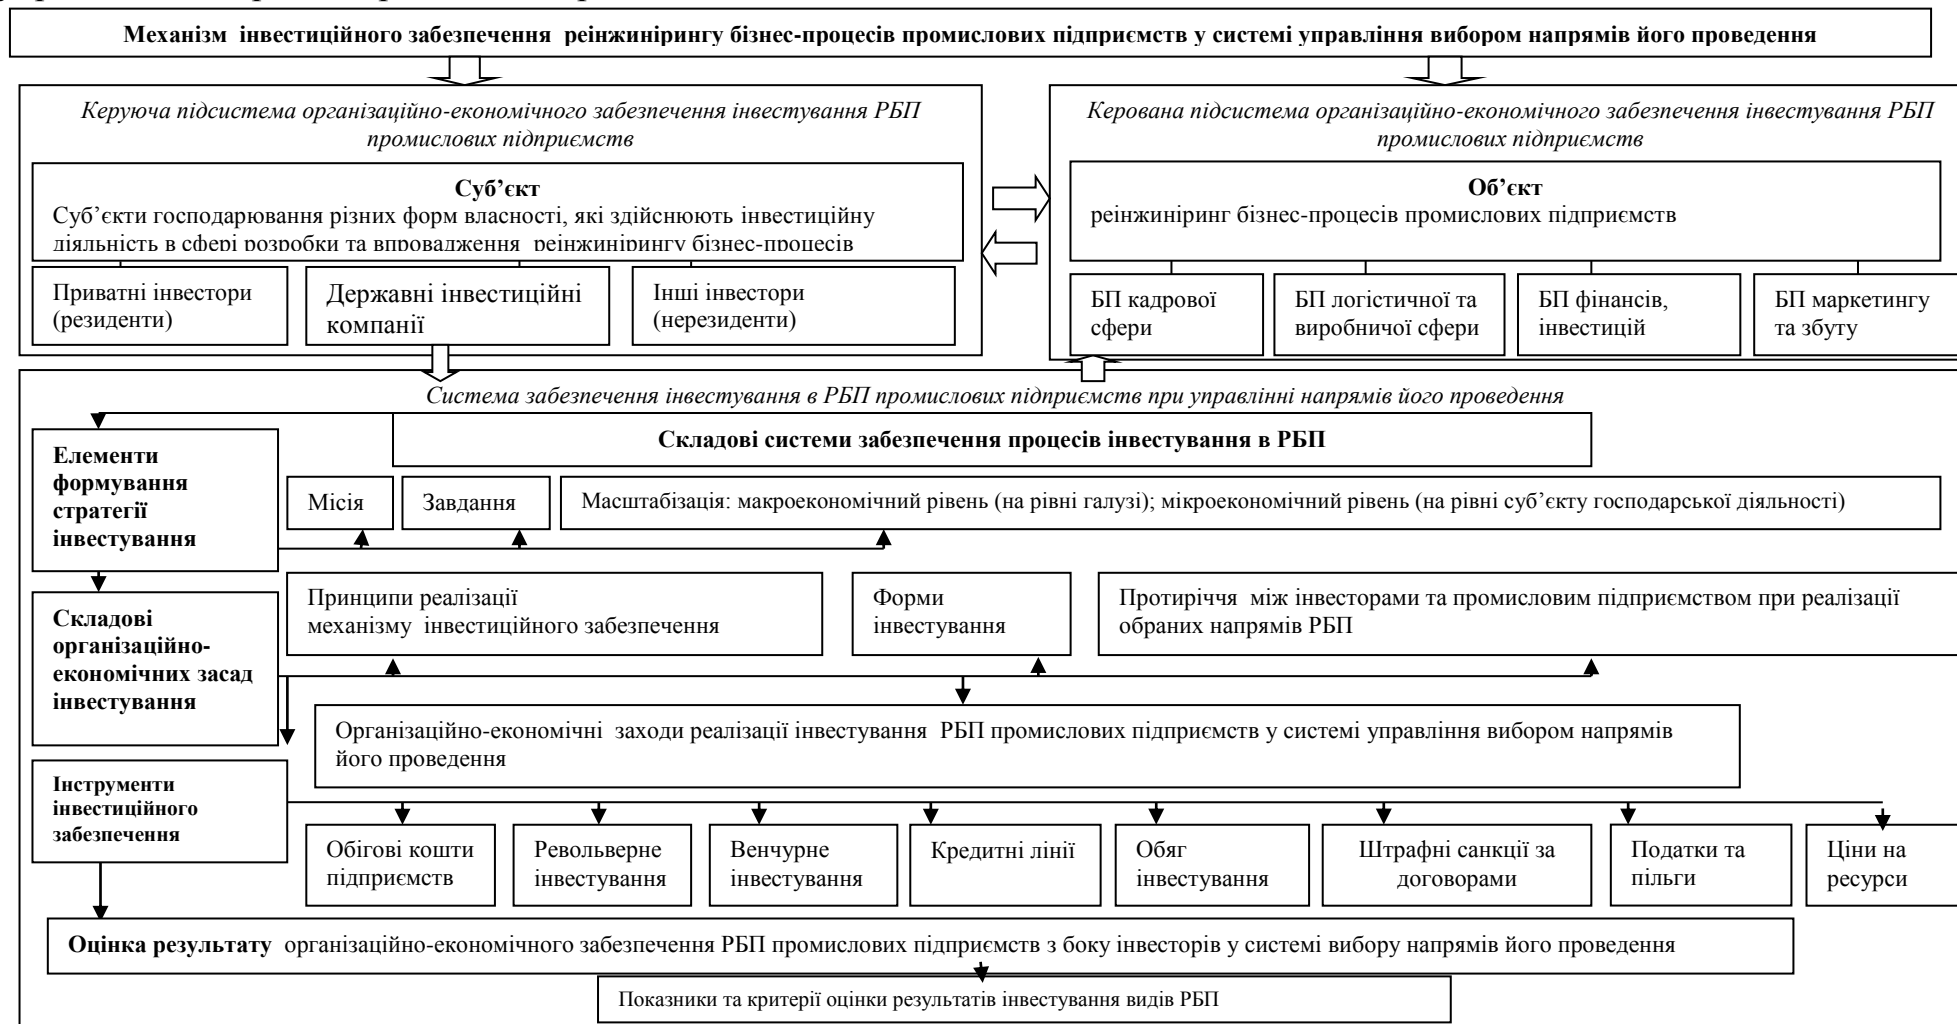 Механізм інвестиційного забезпечення реінжинірингу бізнес-процесів промислових підприємств у системі управління вибором напрямів його проведення
Керуюча підсистема організаційно-економічного забезпечення інвестування РБП
промислових підприємств
Суб’єкт
Суб’єкти господарювання різних форм власності, які здійснюють інвестиційну
діяльність в сфері розробки та впровадження реінжинірингу бізнес-процесів
Приватні інвестори
(резиденти)
Державні інвестиційні
компанії
Інші інвестори
(нерезиденти)
Керована підсистема організаційно-економічного забезпечення інвестування РБП
промислових підприємств
Об’єкт
реінжиніринг бізнес-процесів промислових підприємств
БП кадрової
сфери
БП логістичної та
виробничої сфери
БП фінансів,
інвестицій
БП маркетингу
та збуту
Система забезпечення інвестування в РБП промислових підприємств при управлінні напрямів його проведення
Складові системи забезпечення процесів інвестування в РБП
Елементи
формування
стратегії
інвестування
Місія
Завдання
Масштабізація: макроекономічний рівень (на рівні галузі); мікроекономічний рівень (на рівні суб’єкту господарської діяльності)
Складові
організаційно-
економічних засад
інвестування
Принципи реалізації
механізму інвестиційного забезпечення
Форми
інвестування
Протиріччя між інвесторами та промисловим підприємством при реалізації
обраних напрямів РБП
Організаційно-економічні заходи реалізації інвестування РБП промислових підприємств у системі управління вибором напрямів
його проведення
Інструменти
інвестиційного
забезпечення
Обігові кошти
підприємств
Револьверне
інвестування
Венчурне
інвестування
Кредитні лінії
Обяг
інвестування
Штрафні санкції за
договорами
Податки та
пільги
Ціни на
ресурси
Оцінка результату організаційно-економічного забезпечення РБП промислових підприємств з боку інвесторів у системі вибору напрямів його проведення
Показники та критерії оцінки результатів інвестування видів РБП